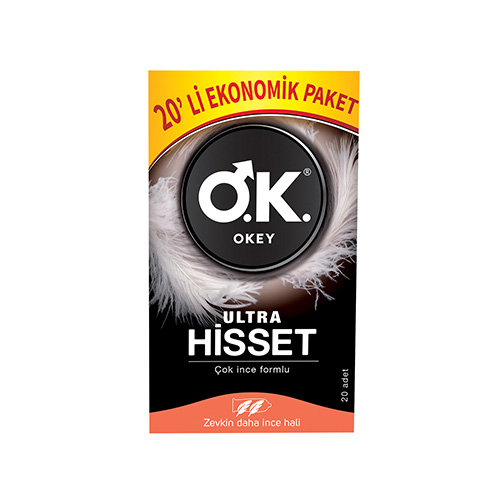 20' Lİ EKONOMİK PAKET
O.K.®
OKEY
ULTRA
HİSSET
Çok ince formlu
20 adet
Zevkin daha ince hali